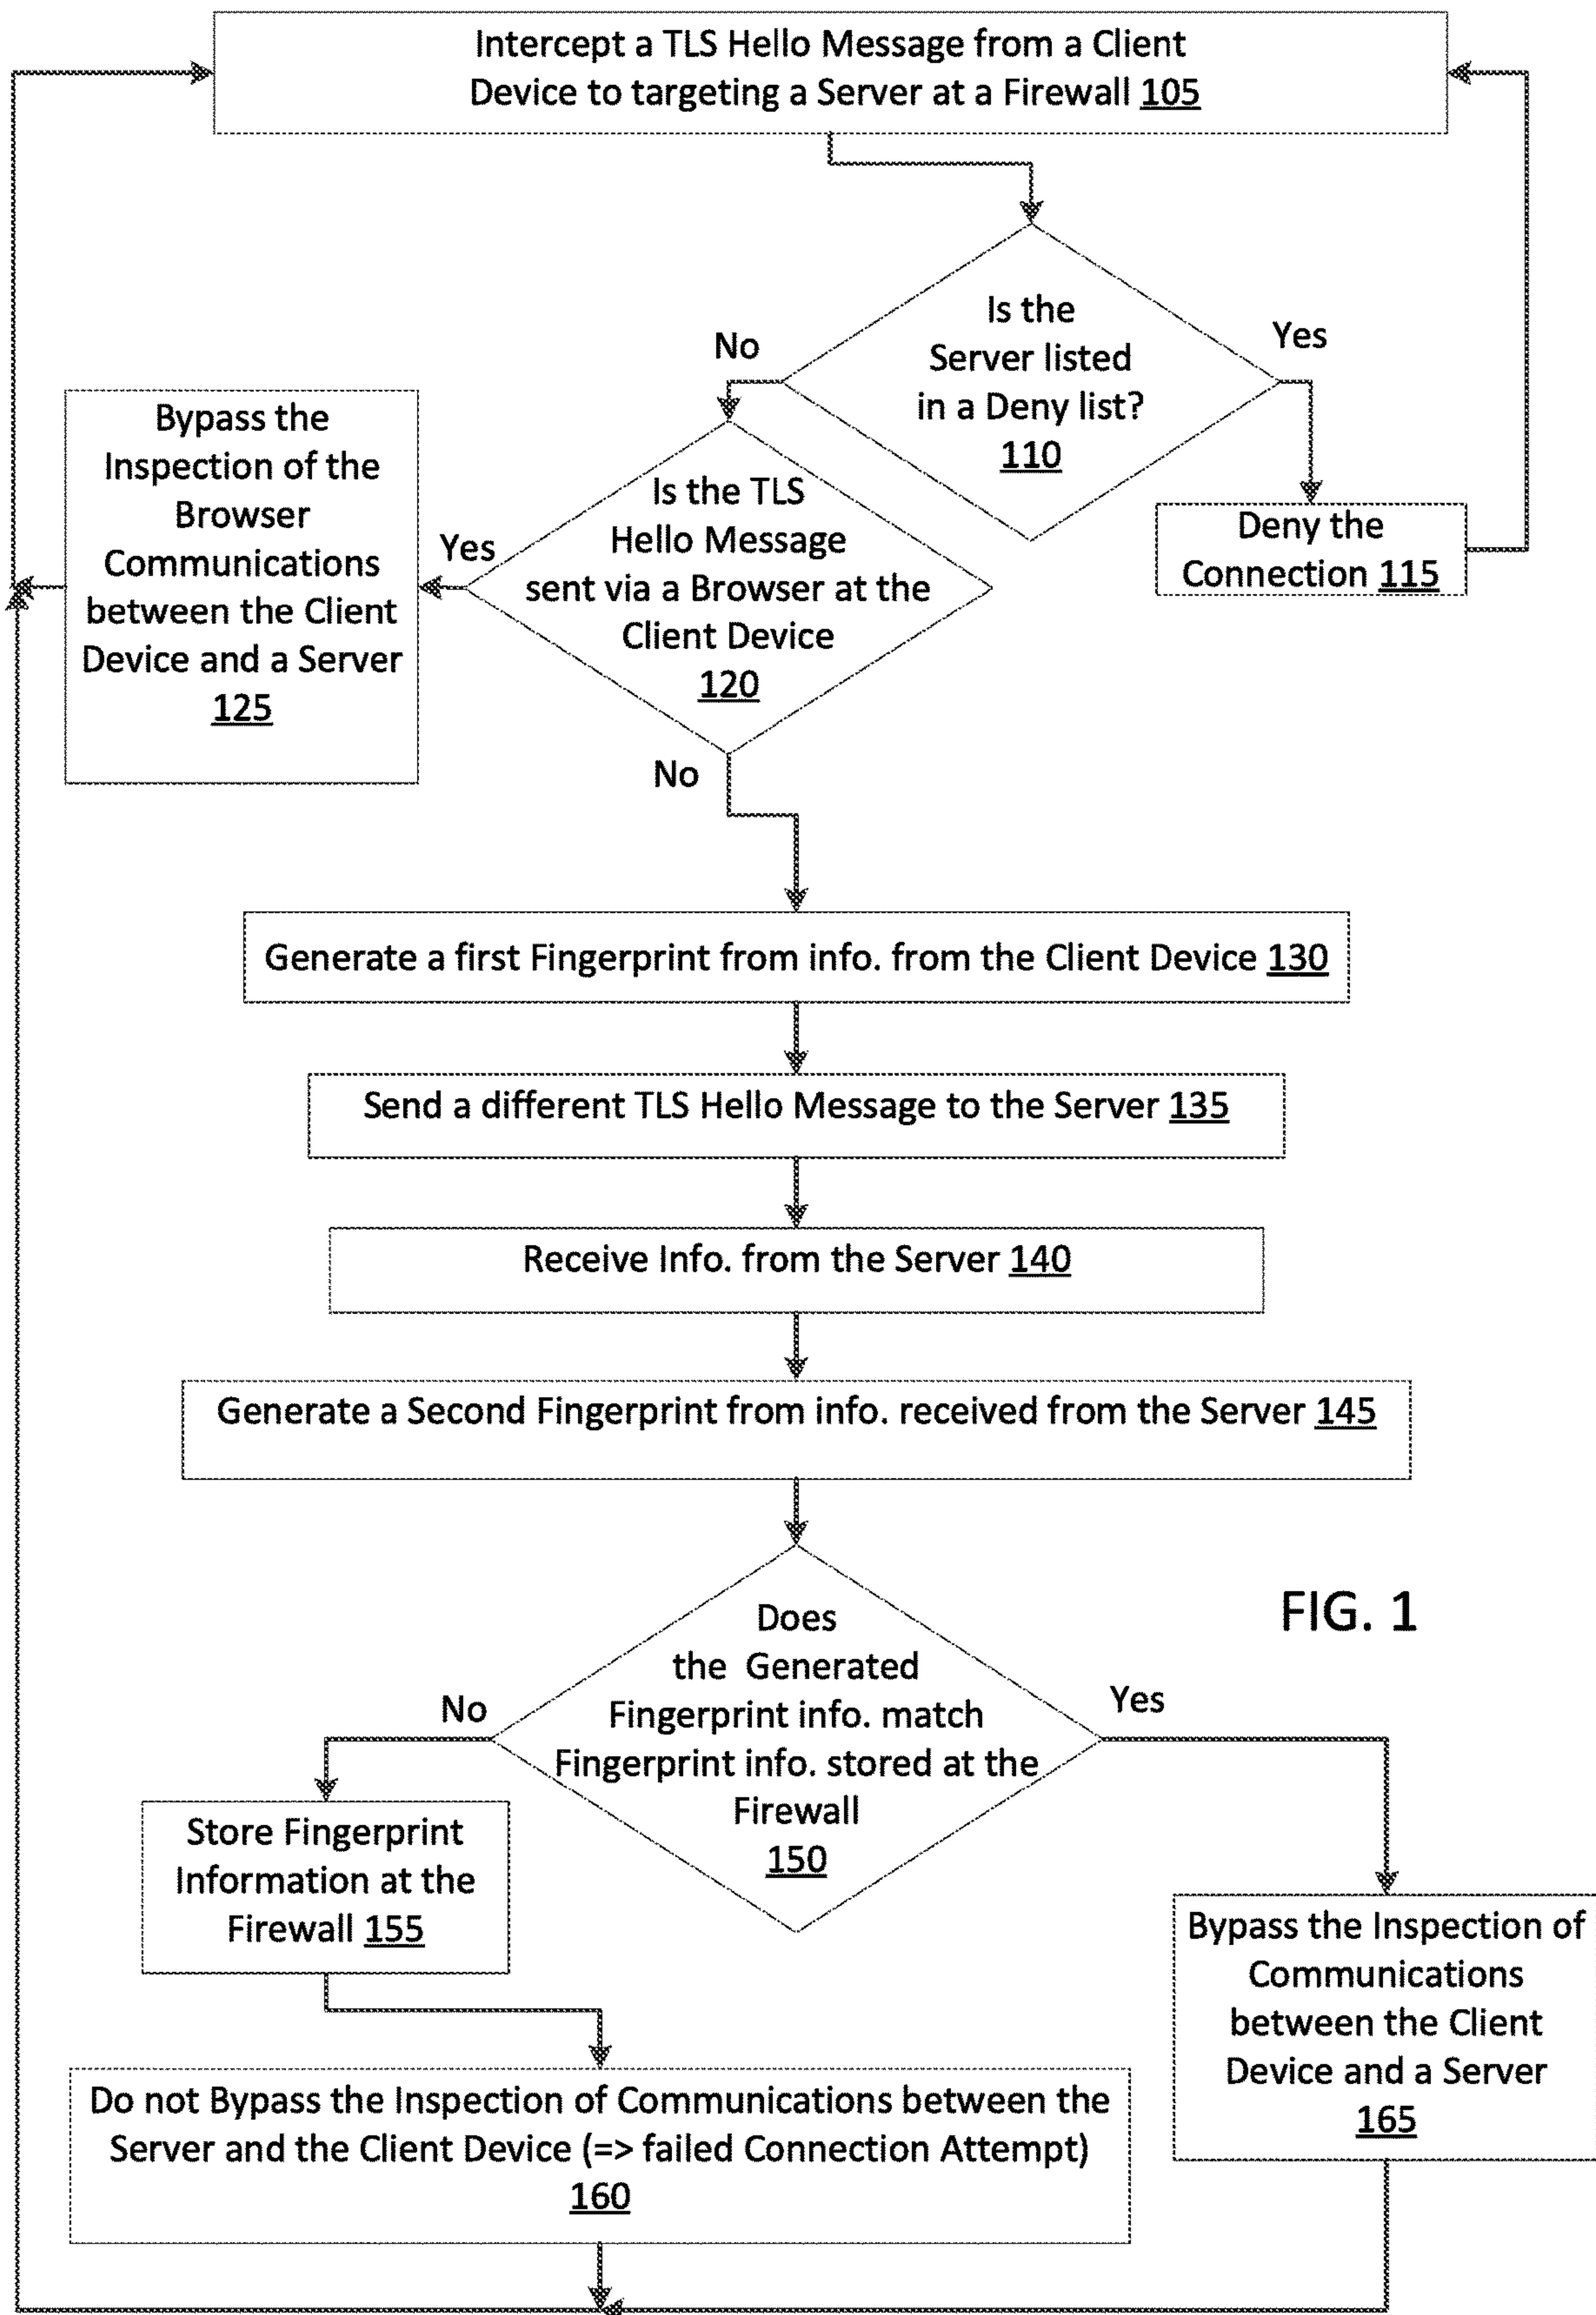 Intercept a TLS Hello Message from a Client
Device to targeting a Server at a Firewall 105
Is the
Server listed
in a Deny list?
110
No
Yes
Deny the
Connection 115
Is the TLS
Hello Message
sent via a Browser at the
Client Device
120
Yes
No
Bypass the
Inspection of the
Browser
Communications
between the Client
Device and a Server
125
Generate a first Fingerprint from info. from the Client Device 130
Send a different TLS Hello Message to the Server 135
Receive Info. from the Server 140
Generate a Second Fingerprint from info. received from the Server 145
FIG. 1
Does
the Generated
Fingerprint info. match
Fingerprint info. stored at the
Firewall
150
No
Yes
Store Fingerprint
Information at the
Firewall 155
Bypass the Inspection of
Communications
between the Client
Device and a Server
165
Do not Bypass the Inspection of Communications between the
Server and the Client Device (=> failed Connection Attempt)
160